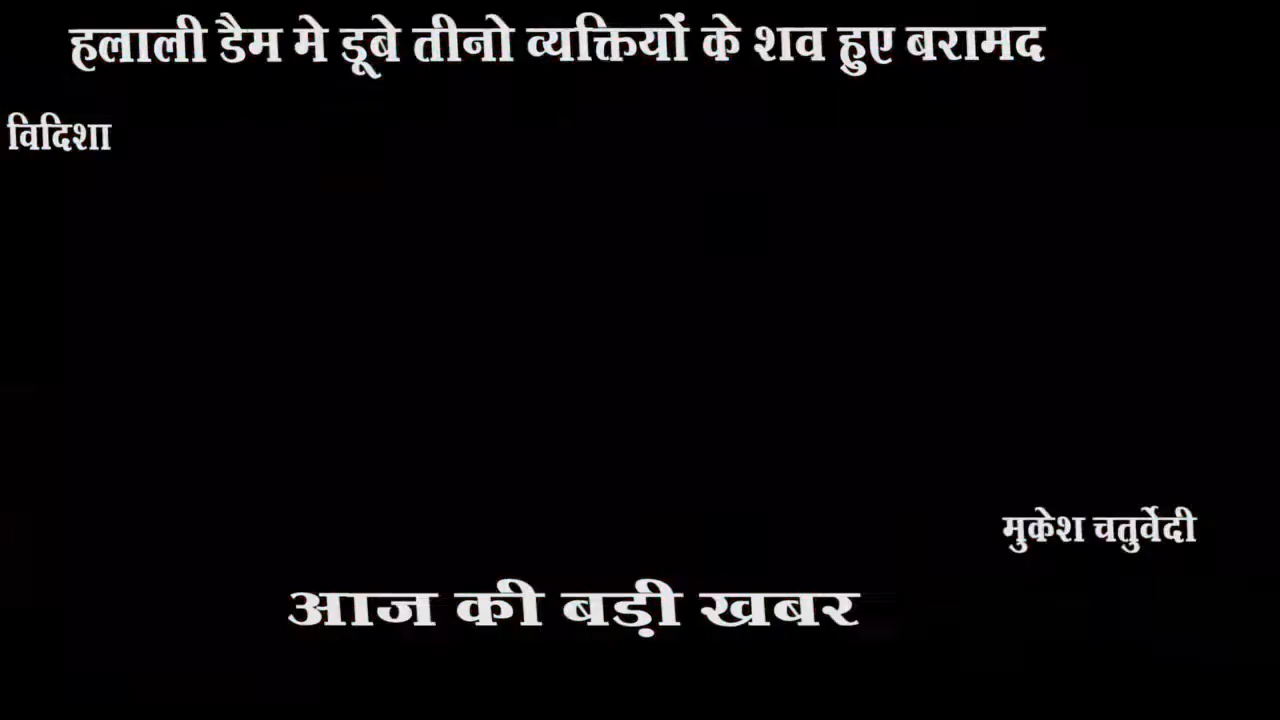 हलाली डैम मे डूबे तीनो व्यक्तियों के शव हुए बरामद
विदिशा
मुकेश चतुर्वेदी
आज की बड़ी खबर